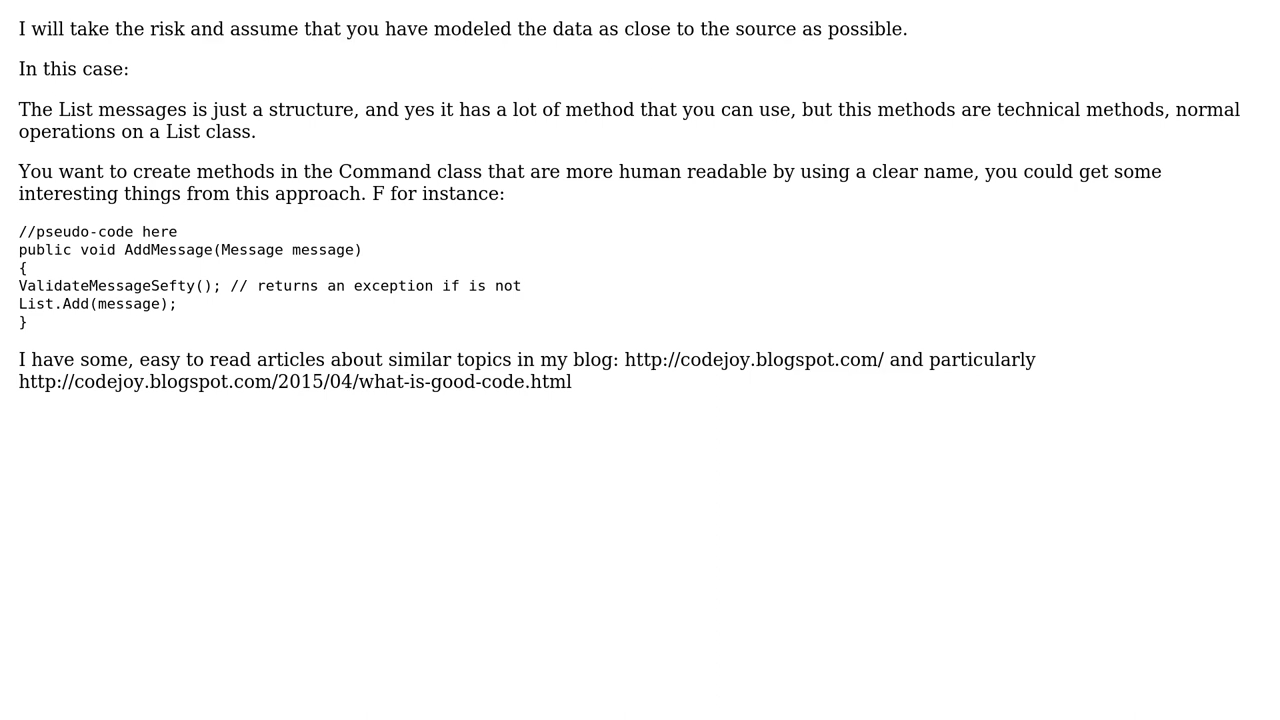 I will take the risk and assume that you have modeled the data as close to the source as possible.
In this case:
The List messages is just a structure, and yes it has a lot of method that you can use, but this methods are technical methods, normal
operations on a List class.
You want to create methods in the Command class that are more human readable by using a clear name, you could get some
interesting things from this approach. F for instance:
//pseudo-code here
public void AddMessage(Message message)
{
ValidateMessageSefty(); // returns an exception if is not
List.Add(message);
}
I have some, easy to read articles about similar topics in my blog: http://codejoy.blogspot.com/ and particularly
http://codejoy.blogspot.com/2015/04/what-is-good-code.html